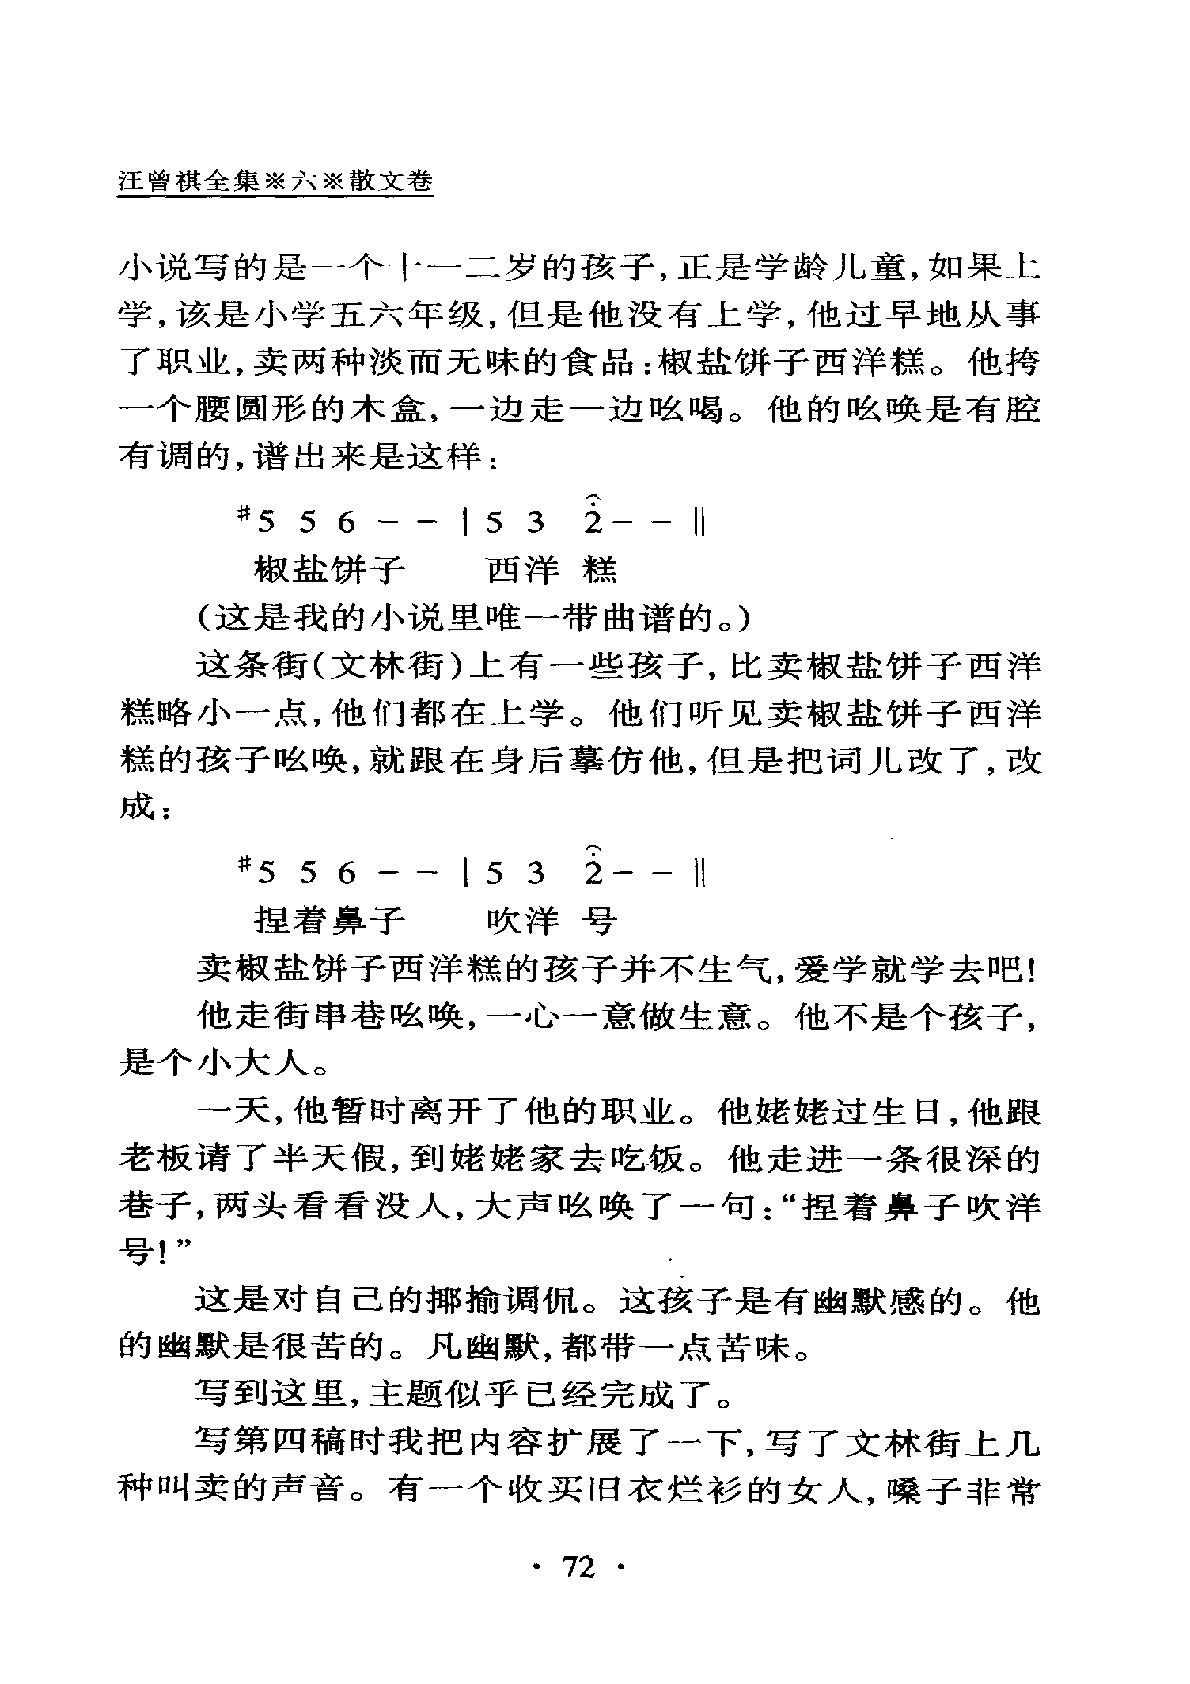 汪曾祺全集※六※散文卷
小说写的是一个十一二岁的孩子,正是学龄儿童,如果上
学,该是小学五六年级,但是他没有上学,他过早地从事
了职业,卖两种淡而无味的食品:椒盐饼子西洋糕。他挎
一个腰圆形的木盒,一边走一边吆喝。他的吆唤是有腔
有调的,谱出来是这样:
#5 5 6 – – | 5 3 2 – – ‖
椒盐饼子 西洋 糕
(这是我的小说里唯一带曲谱的。)
这条街(文林街)上有一些孩子,比卖椒盐饼子西洋
糕略小一点,他们都在上学。他们听见卖椒盐饼子西洋
糕的孩子吆唤,就跟在身后摹仿他,但是把词儿改了,改
成:
#5 5 6 – – | 5 3 2 – – ‖
捏着鼻子 吹洋 号
卖椒盐饼子西洋糕的孩子并不生气,爱学就学去吧!
他走街串巷吆唤,一心一意做生意。他不是个孩子,
是个小大人。
一天,他暂时离开了他的职业。他姥姥过生日,他跟
老板请了半天假,到姥姥家去吃饭。他走进一条很深的
巷子,两头看看没人,大声吆唤了一句:“捏着鼻子吹洋
号!”
这是对自己的揶揄调侃。这孩子是有幽默感的。他
的幽默是很苦的。凡幽默,都带一点苦味。
写到这里,主题似乎已经完成了。
写第四稿时我把内容扩展了一下,写了文林街上几
种叫卖的声音。有一个收买旧衣烂衫的女人,嗓子非常
· 72 ·